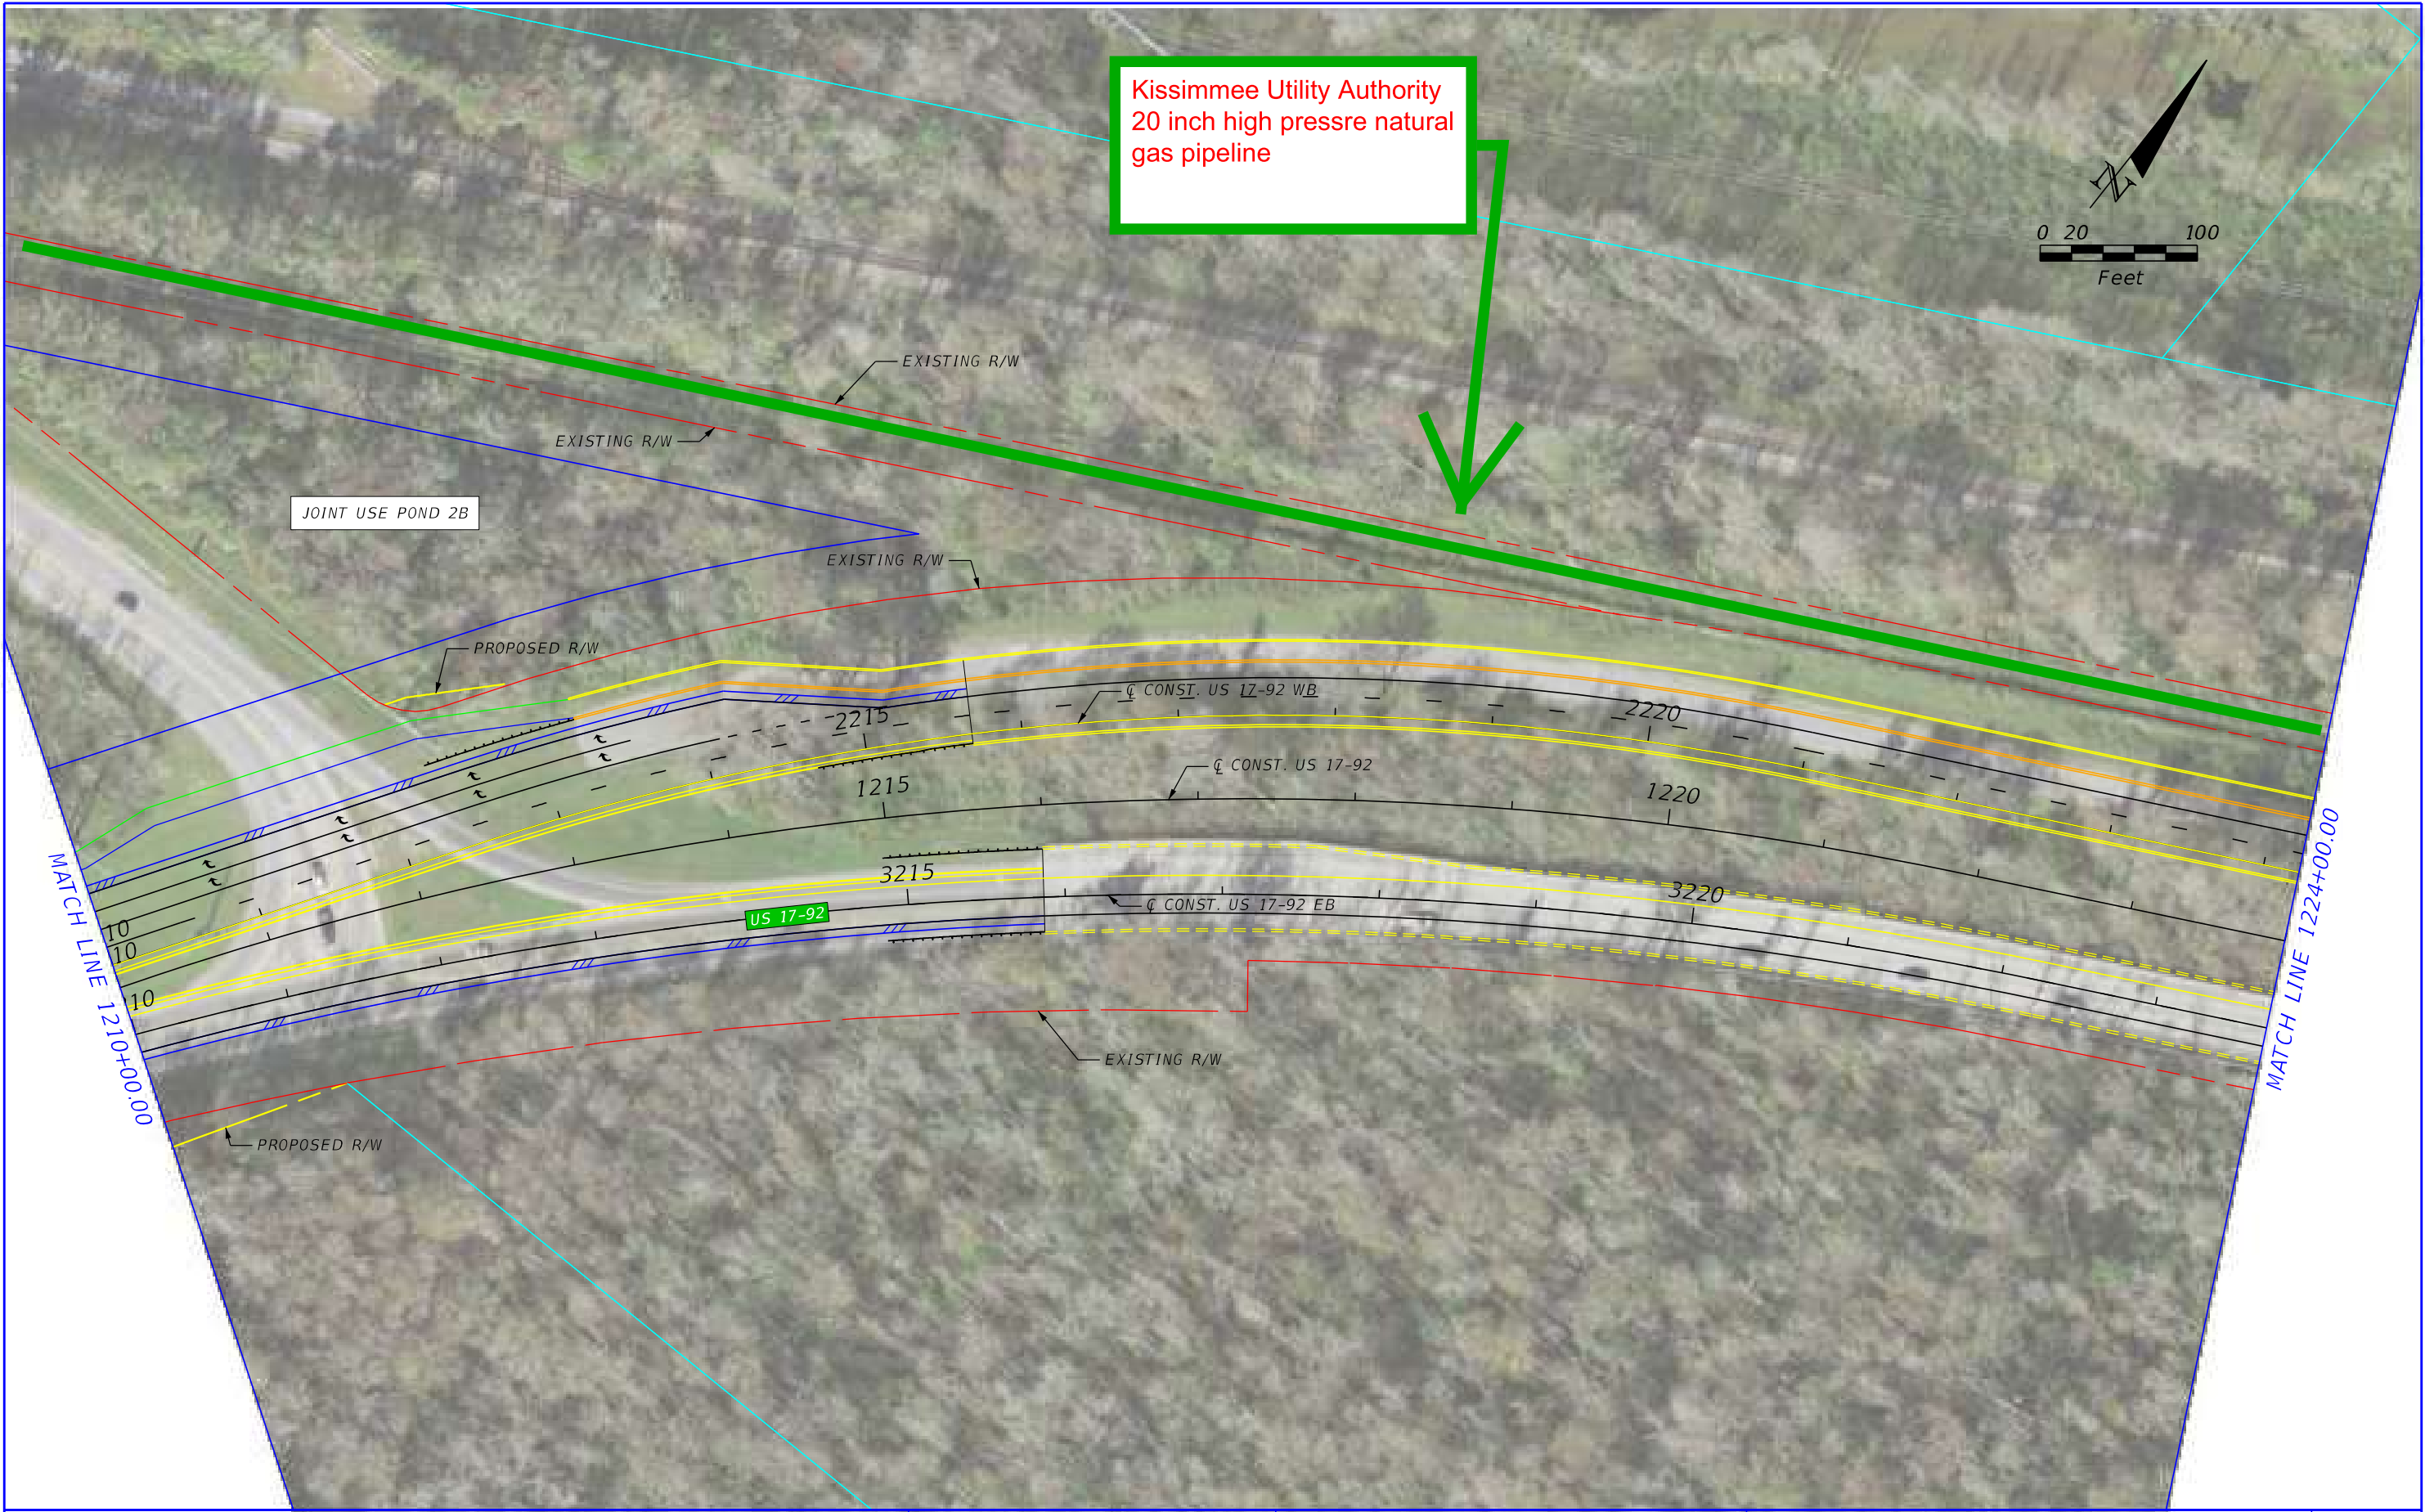 Kissimmee Utility Authority
20 inch high pressre natural
gas pipeline
N
0 20 100
Feet
EXISTING R/W
EXISTING R/W
JOINT USE POND 2B
EXISTING R/W
PROPOSED R/W
℄ CONST. US 17-92 WB
2215
2220
℄ CONST. US 17-92
1215
1220
3215
3220
℄ CONST. US 17-92 EB
US 17-92
10
10
10
MATCH LINE 1210+00.00
MATCH LINE 1224+00.00
EXISTING R/W
PROPOSED R/W